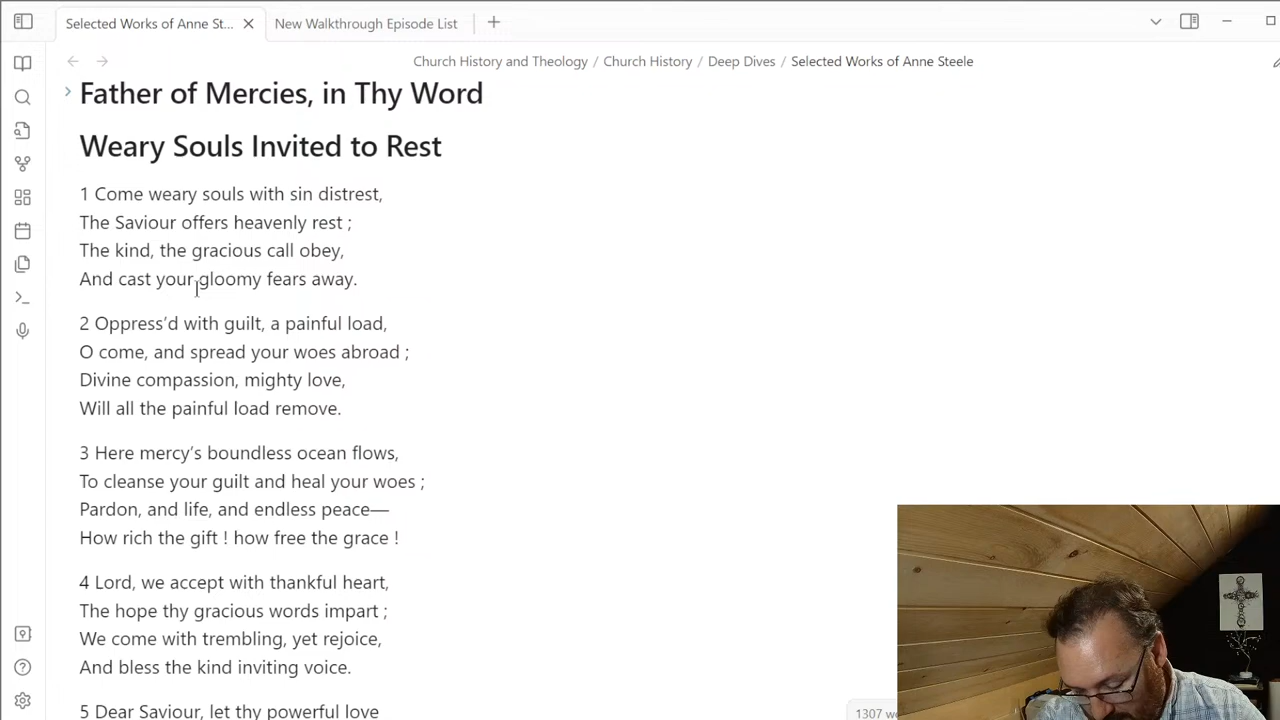 Selected Works of Anne St...
New Walkthrough Episode List
Church History and Theology / Church History / Deep Dives / Selected Works of Anne Steele
Father of Mercies, in Thy Word
Weary Souls Invited to Rest
1 Come weary souls with sin distrest,
The Saviour offers heavenly rest ;
The kind, the gracious call obey,
And cast your gloomy fears away.
2 Oppress’d with guilt, a painful load,
O come, and spread your woes abroad ;
Divine compassion, mighty love,
Will all the painful load remove.
3 Here mercy’s boundless ocean flows,
To cleanse your guilt and heal your woes ;
Pardon, and life, and endless peace—
How rich the gift ! how free the grace !
4 Lord, we accept with thankful heart,
The hope thy gracious words impart ;
We come with trembling, yet rejoice,
And bless the kind inviting voice.
5 Dear Saviour, let thy powerful love
1307